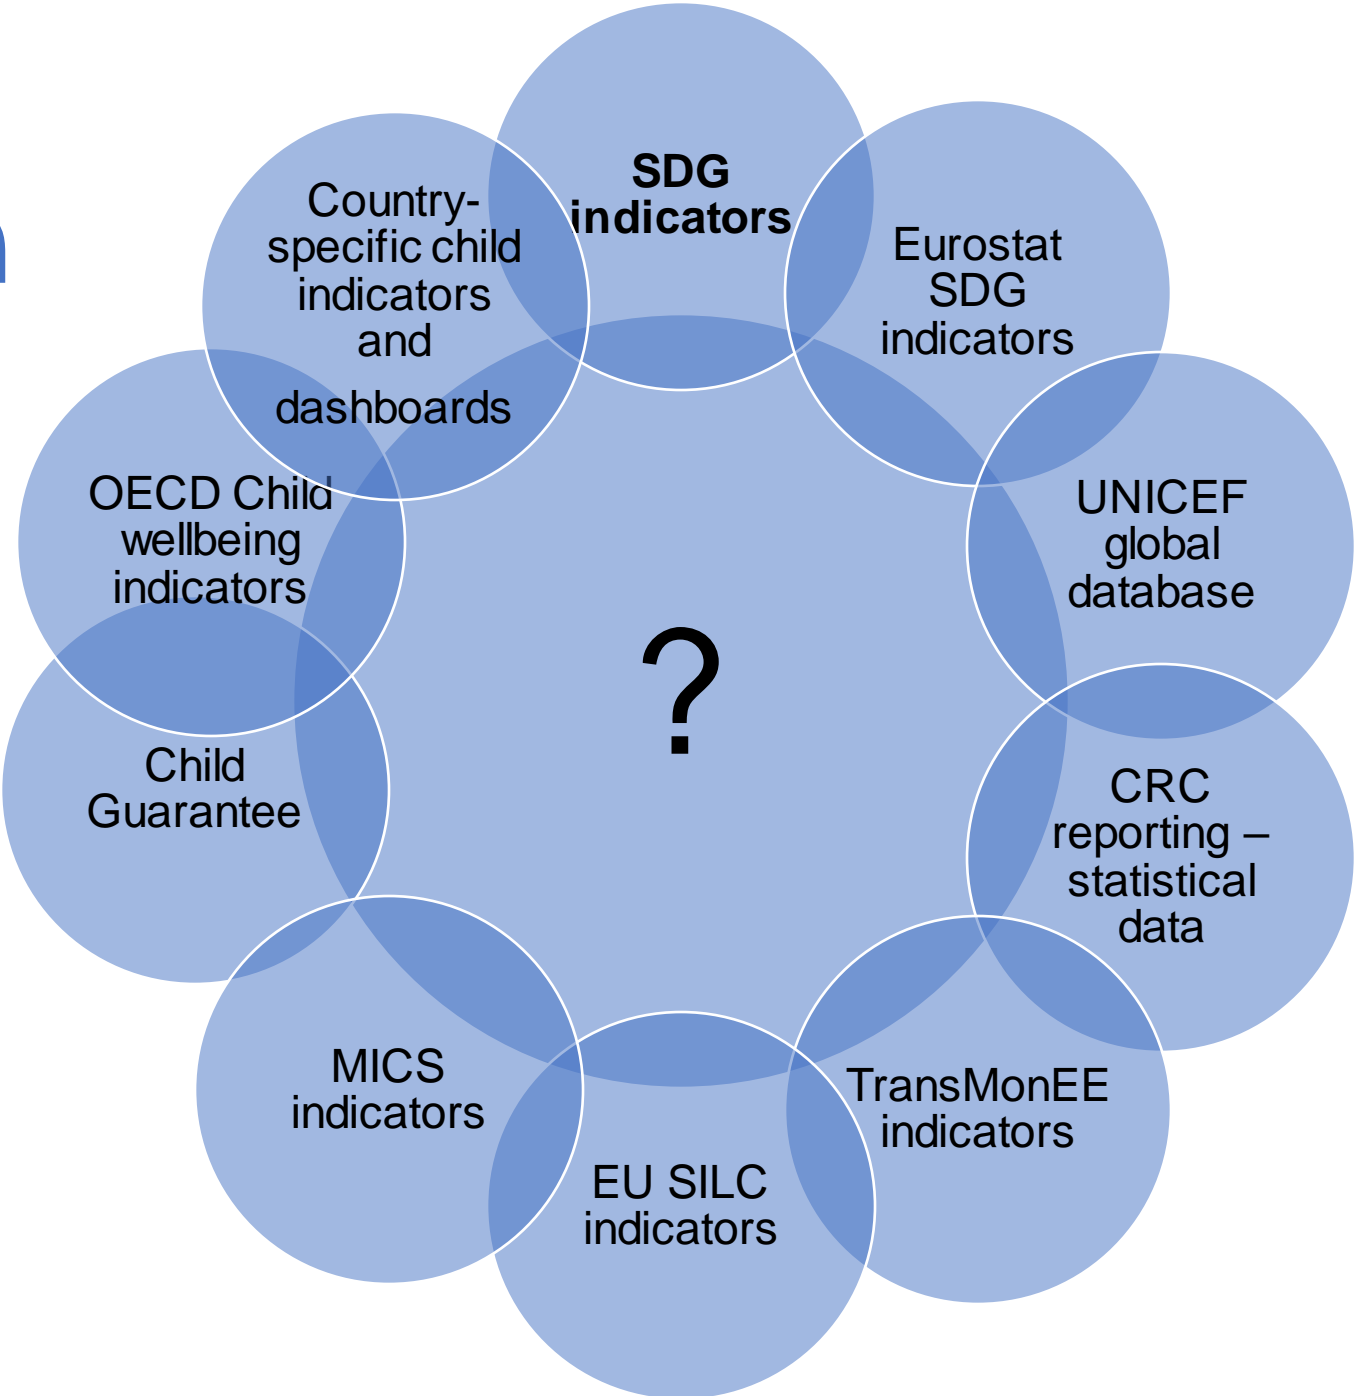 SDG
indicators
Eurostat
SDG
indicators
UNICEF
global
database
CRC
reporting –
statistical
data
TransMonEE
indicators
EU SILC
indicators
MICS
indicators
Child
Guarantee
OECD Child
wellbeing
indicators
Country-
specific child
indicators
and
dashboards
?